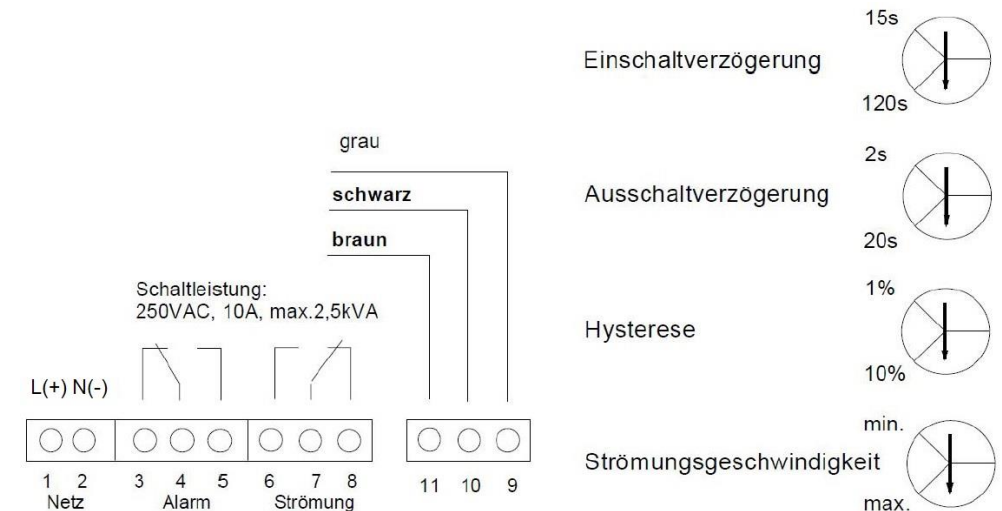 grau
schwarz
braun
Schaltleistung:
250VAC, 10A, max.2,5kVA
L(+) N(-)
1 2 3 4 5 6 7 8 11 10 9
Netz Alarm Strömung
15s
Einschaltverzögerung
120s
2s
Ausschaltverzögerung
20s
1%
Hysterese
10%
min.
Strömungsgeschwindigkeit
max.